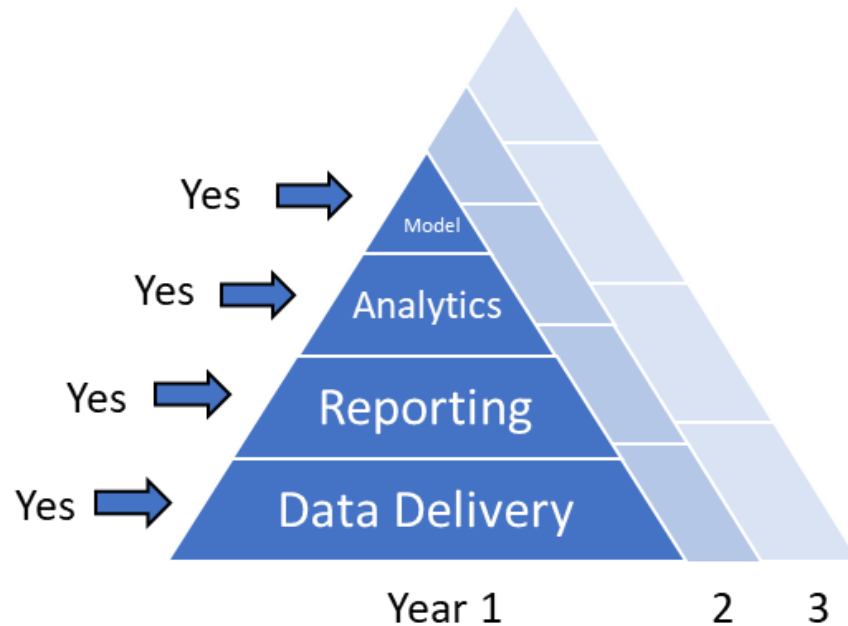 Yes
Model
Yes
Analytics
Yes
Reporting
Yes
Data Delivery
Year 1 2 3